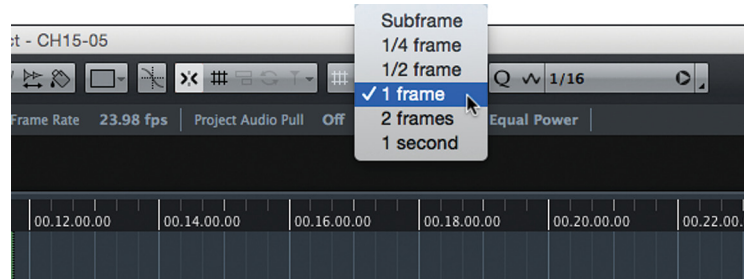 Subframe
ct - CH15-05
1/4 frame
1/2 frame
✓ 1 frame
Q 1/16
2 frames
Frame Rate 23.98 fps Project Audio Pull Off Equal Power
1 second
00.12.00.00 00.14.00.00 00.16.00.00 00.18.00.00 00.20.00.00 00.22.00.